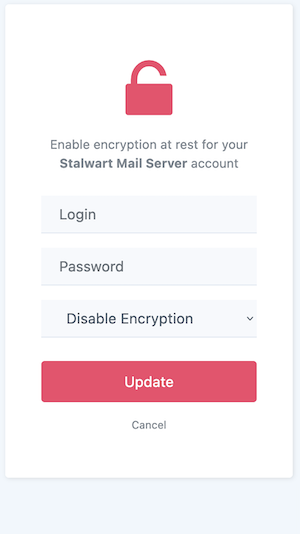 Enable encryption at rest for your
Stalwart Mail Server account
Login
Password
Disable Encryption
Update
Cancel